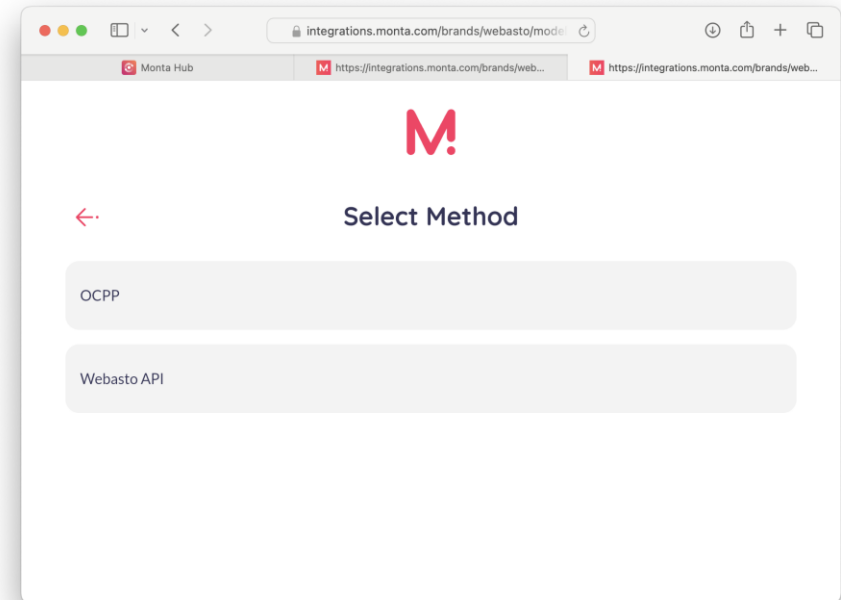 integrations.monta.com/brands/webasto/model
Monta Hub
M https://integrations.monta.com/brands/web...
M https://integrations.monta.com/brands/web...
M
Select Method
OCPP
Webasto API